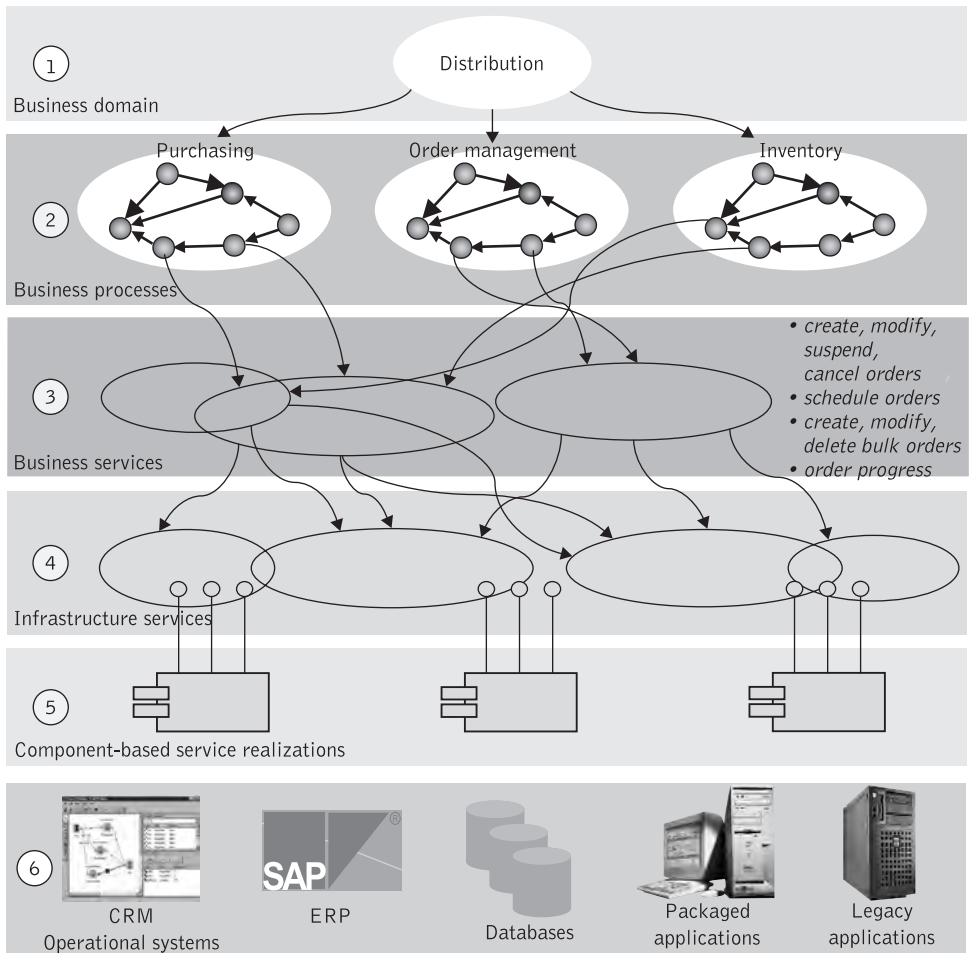 1
Distribution
Business domain
Purchasing
Order management
Inventory
2
Business processes
• create, modify,
suspend,
cancel orders
• schedule orders
• create, modify,
delete bulk orders
• order progress
3
Business services
4
Infrastructure services
5
Component-based service realizations
6
SAP
®
CRM
ERP
Databases
Packaged
applications
Legacy
applications
Operational systems